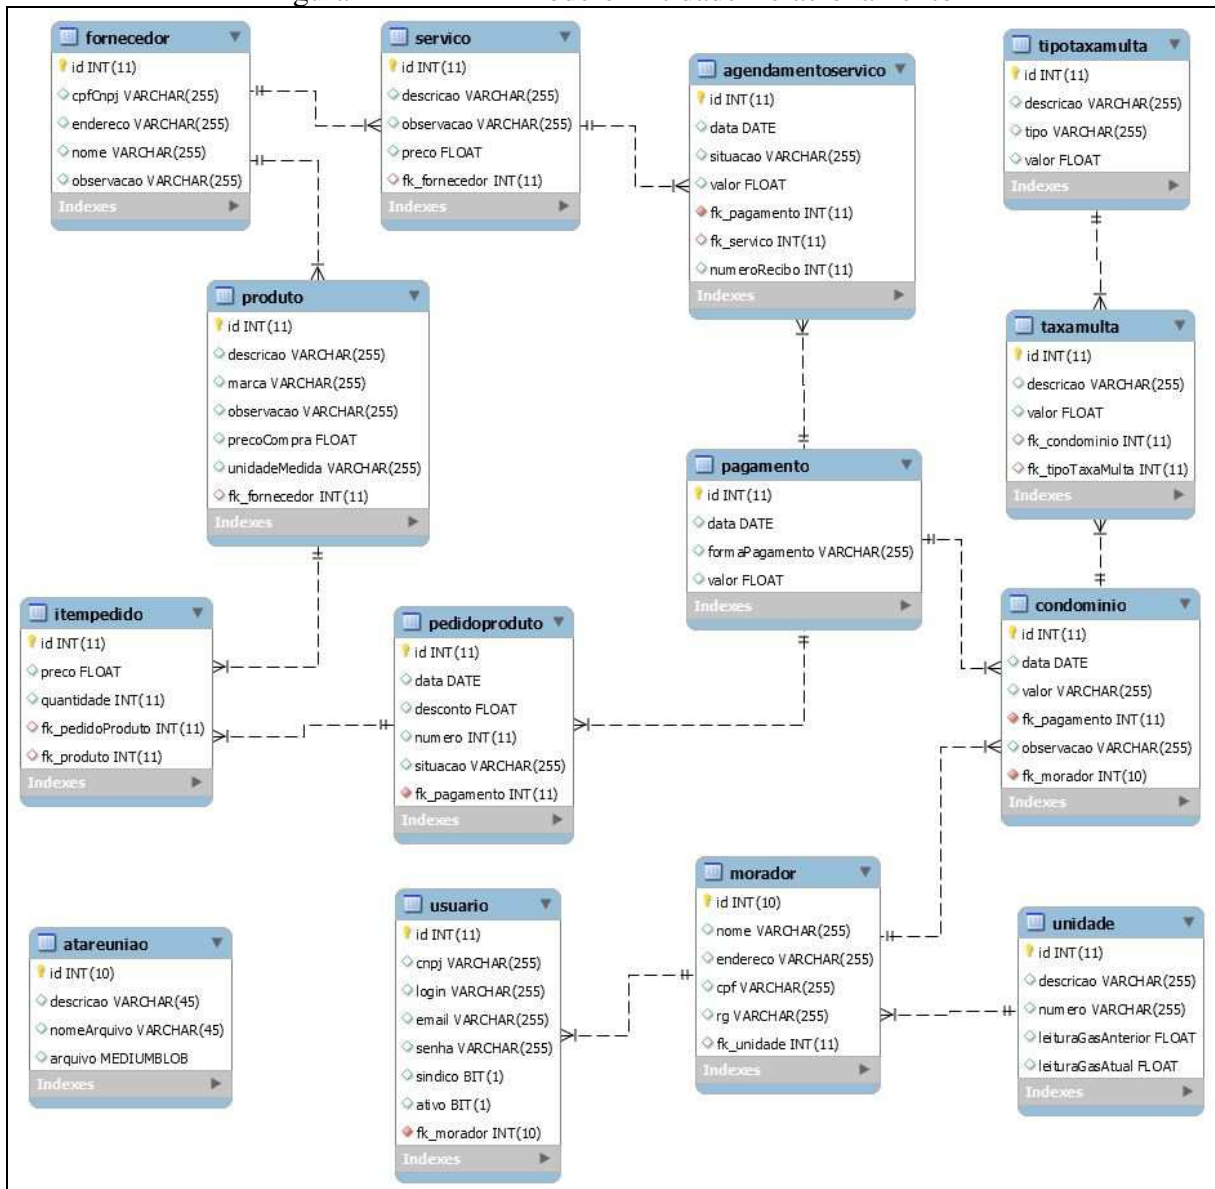 fornecedor
id INT(11)
cpfCnpj VARCHAR(255)
endereco VARCHAR(255)
nome VARCHAR(255)
observacao VARCHAR(255)
Indexes
servico
id INT(11)
descricao VARCHAR(255)
observacao VARCHAR(255)
preco FLOAT
fk_fornecedor INT(11)
Indexes
agendamentoservico
id INT(11)
data DATE
situacao VARCHAR(255)
valor FLOAT
fk_pagamento INT(11)
fk_servico INT(11)
numeroRecibo INT(11)
Indexes
tipotaxamulta
id INT(11)
descricao VARCHAR(255)
tipo VARCHAR(255)
valor FLOAT
Indexes
produto
id INT(11)
descricao VARCHAR(255)
marca VARCHAR(255)
observacao VARCHAR(255)
precoCompra FLOAT
unidadeMedida VARCHAR(255)
fk_fornecedor INT(11)
Indexes
taxamulta
id INT(11)
descricao VARCHAR(255)
valor FLOAT
fk_condominio INT(11)
fk_tipoTaxaMulta INT(11)
Indexes
pagamento
id INT(11)
data DATE
formaPagamento VARCHAR(255)
valor FLOAT
Indexes
itempedido
id INT(11)
preco FLOAT
quantidade INT(11)
fk_pedidoProduto INT(11)
fk_produto INT(11)
Indexes
pedidoproduto
id INT(11)
data DATE
desconto FLOAT
numero INT(11)
situacao VARCHAR(255)
fk_pagamento INT(11)
Indexes
condominio
id INT(11)
data DATE
valor VARCHAR(255)
fk_pagamento INT(11)
observacao VARCHAR(255)
fk_morador INT(10)
Indexes
atareuniao
id INT(10)
descricao VARCHAR(45)
nomeArquivo VARCHAR(45)
arquivo MEDIUMBLOB
Indexes
usuario
id INT(11)
cnpj VARCHAR(255)
login VARCHAR(255)
email VARCHAR(255)
senha VARCHAR(255)
sindico BIT(1)
ativo BIT(1)
fk_morador INT(10)
Indexes
morador
id INT(10)
nome VARCHAR(255)
endereco VARCHAR(255)
cpf VARCHAR(255)
rg VARCHAR(255)
fk_unidade INT(11)
Indexes
unidade
id INT(11)
descricao VARCHAR(255)
numero VARCHAR(255)
leituraGasAnterior FLOAT
leituraGasAtual FLOAT
Indexes